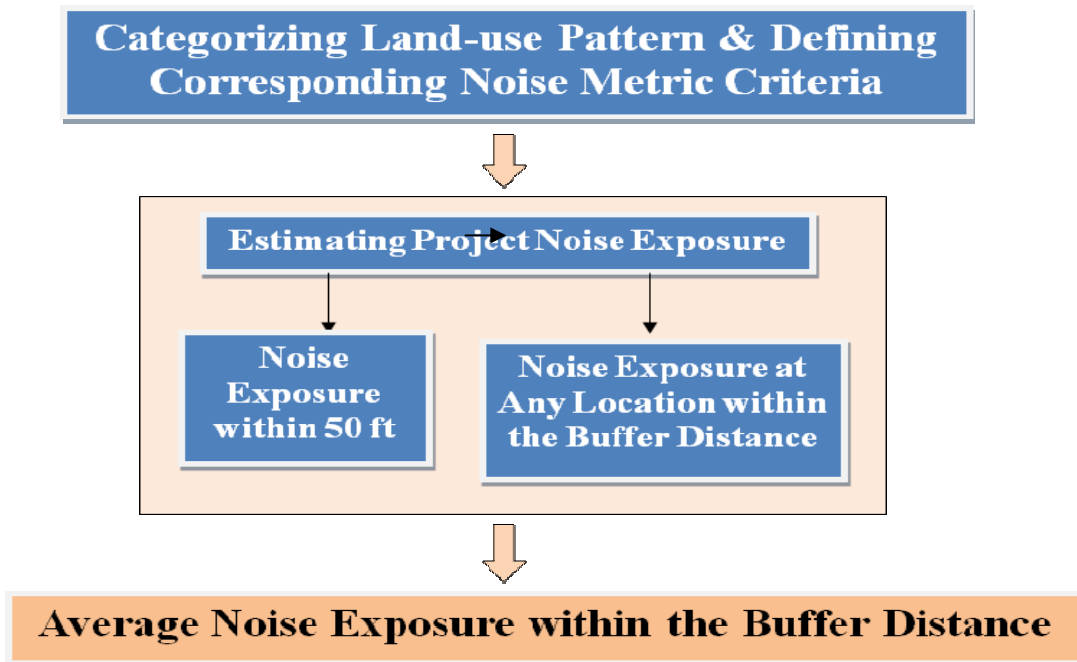 Categorizing Land-use Pattern & Defining
Corresponding Noise Metric Criteria
Estimating Project Noise Exposure
Noise
Exposure
within 50 ft
Noise Exposure at
Any Location within
the Buffer Distance
Average Noise Exposure within the Buffer Distance